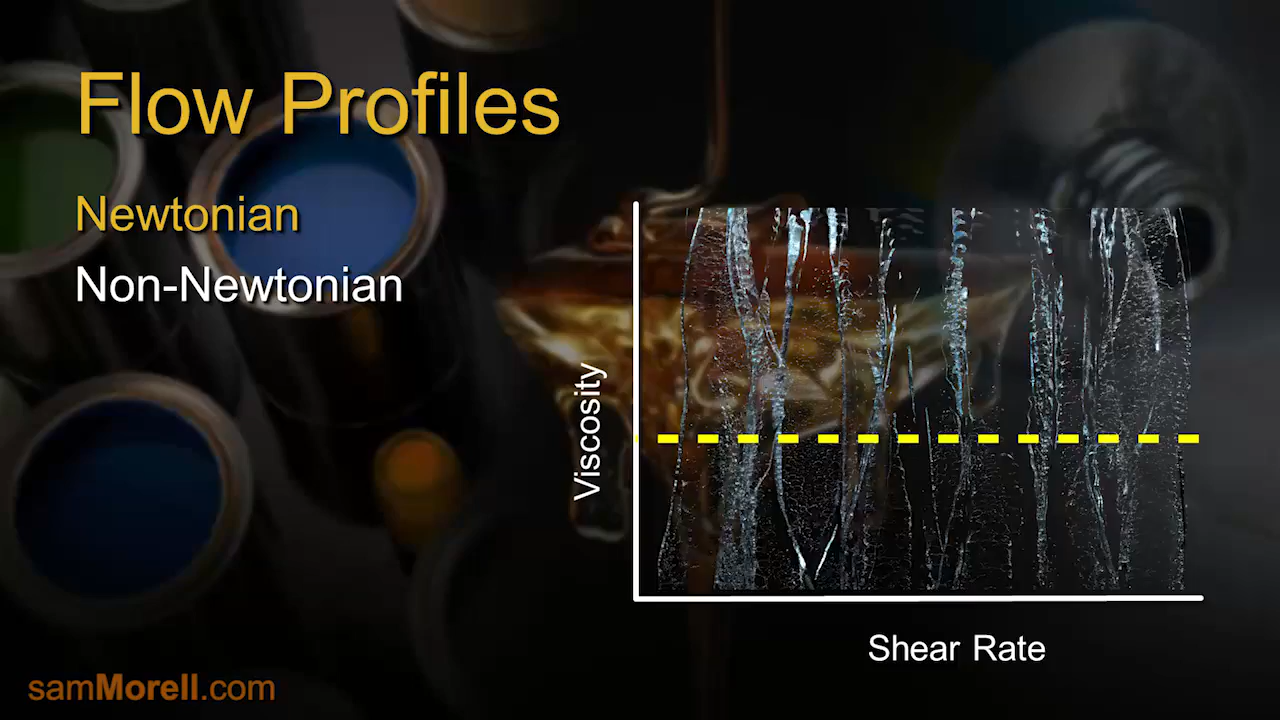 Flow Profiles
Newtonian
Non-Newtonian
Viscosity
Shear Rate
samMorell.com